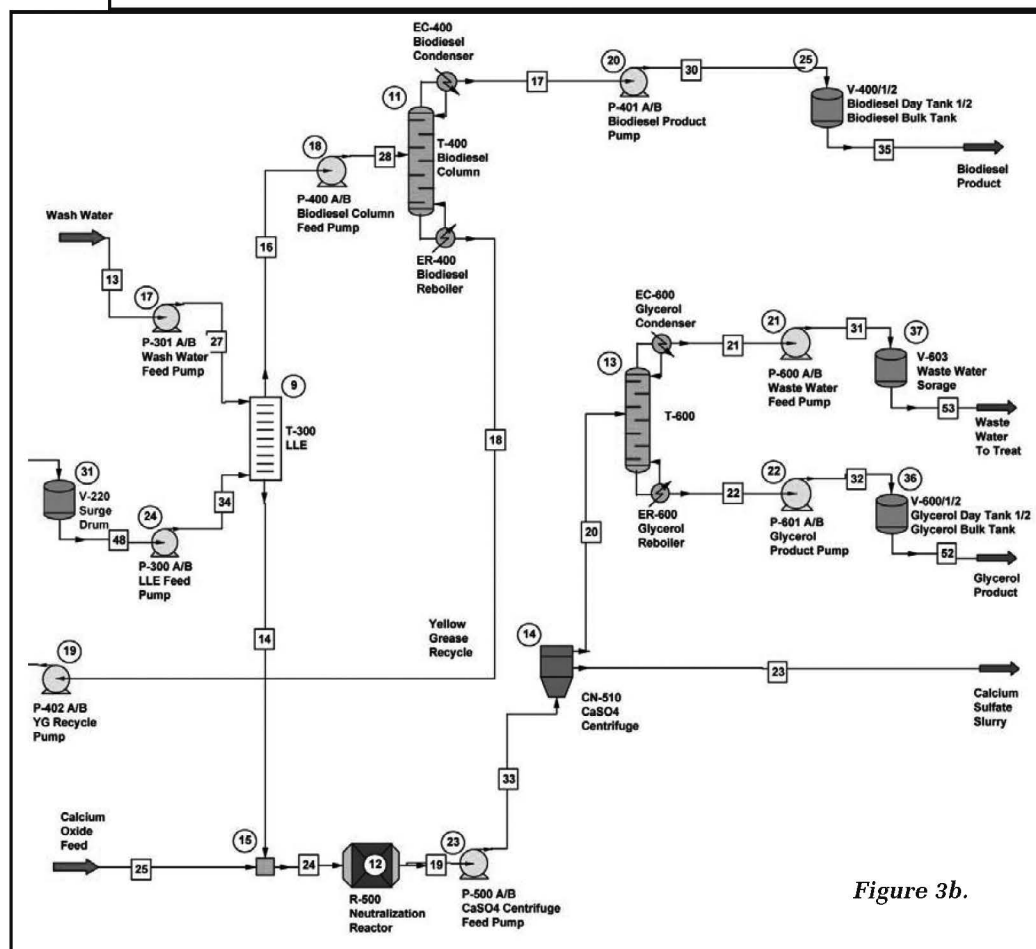 EC-400
Biodiesel
Condenser
11
17
20
30
25
P-401 A/B
Biodiesel Product
Pump
V-400/1/2
Biodiesel Day Tank 1/2
Biodiesel Bulk Tank
35
Biodiesel
Product
18
28
T-400
Biodiesel
Column
P-400 A/B
Biodiesel Column
Feed Pump
16
ER-400
Biodiesel
Reboiler
Wash Water
13
17
27
P-301 A/B
Wash Water
Feed Pump
9
T-300
LLE
18
EC-600
Glycerol
Condenser
13
21
21
31
37
P-600 A/B
Waste Water
Feed Pump
V-603
Waste Water
Sorage
53
Waste
Water
To Treat
T-600
31
V-220
Surge
Drum
48
24
34
P-300 A/B
LLE Feed
Pump
20
ER-600
Glycerol
Reboiler
22
22
32
36
P-601 A/B
Glycerol
Product Pump
V-600/1/2
Glycerol Day Tank 1/2
Glycerol Bulk Tank
52
Glycerol
Product
14
Yellow
Grease
Recycle
19
P-402 A/B
YG Recycle
Pump
14
CN-510
CaSO4
Centrifuge
23
Calcium
Sulfate
Slurry
33
Calcium
Oxide
Feed
25
15
24
12
19
23
R-500
Neutralization
Reactor
P-500 A/B
CaSO4 Centrifuge
Feed Pump
Figure 3b.